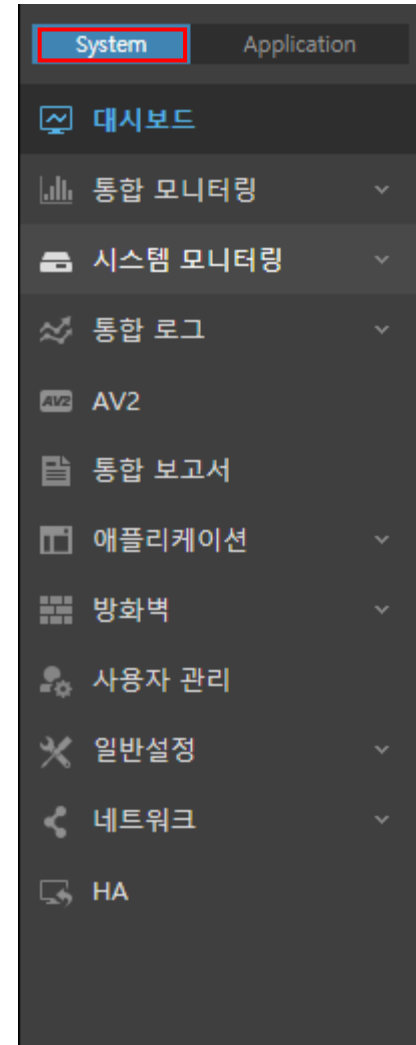 System Application
대시보드
통합 모니터링
시스템 모니터링
통합 로그
AV2 AV2
통합 보고서
애플리케이션
방화벽
사용자 관리
일반설정
네트워크
HA